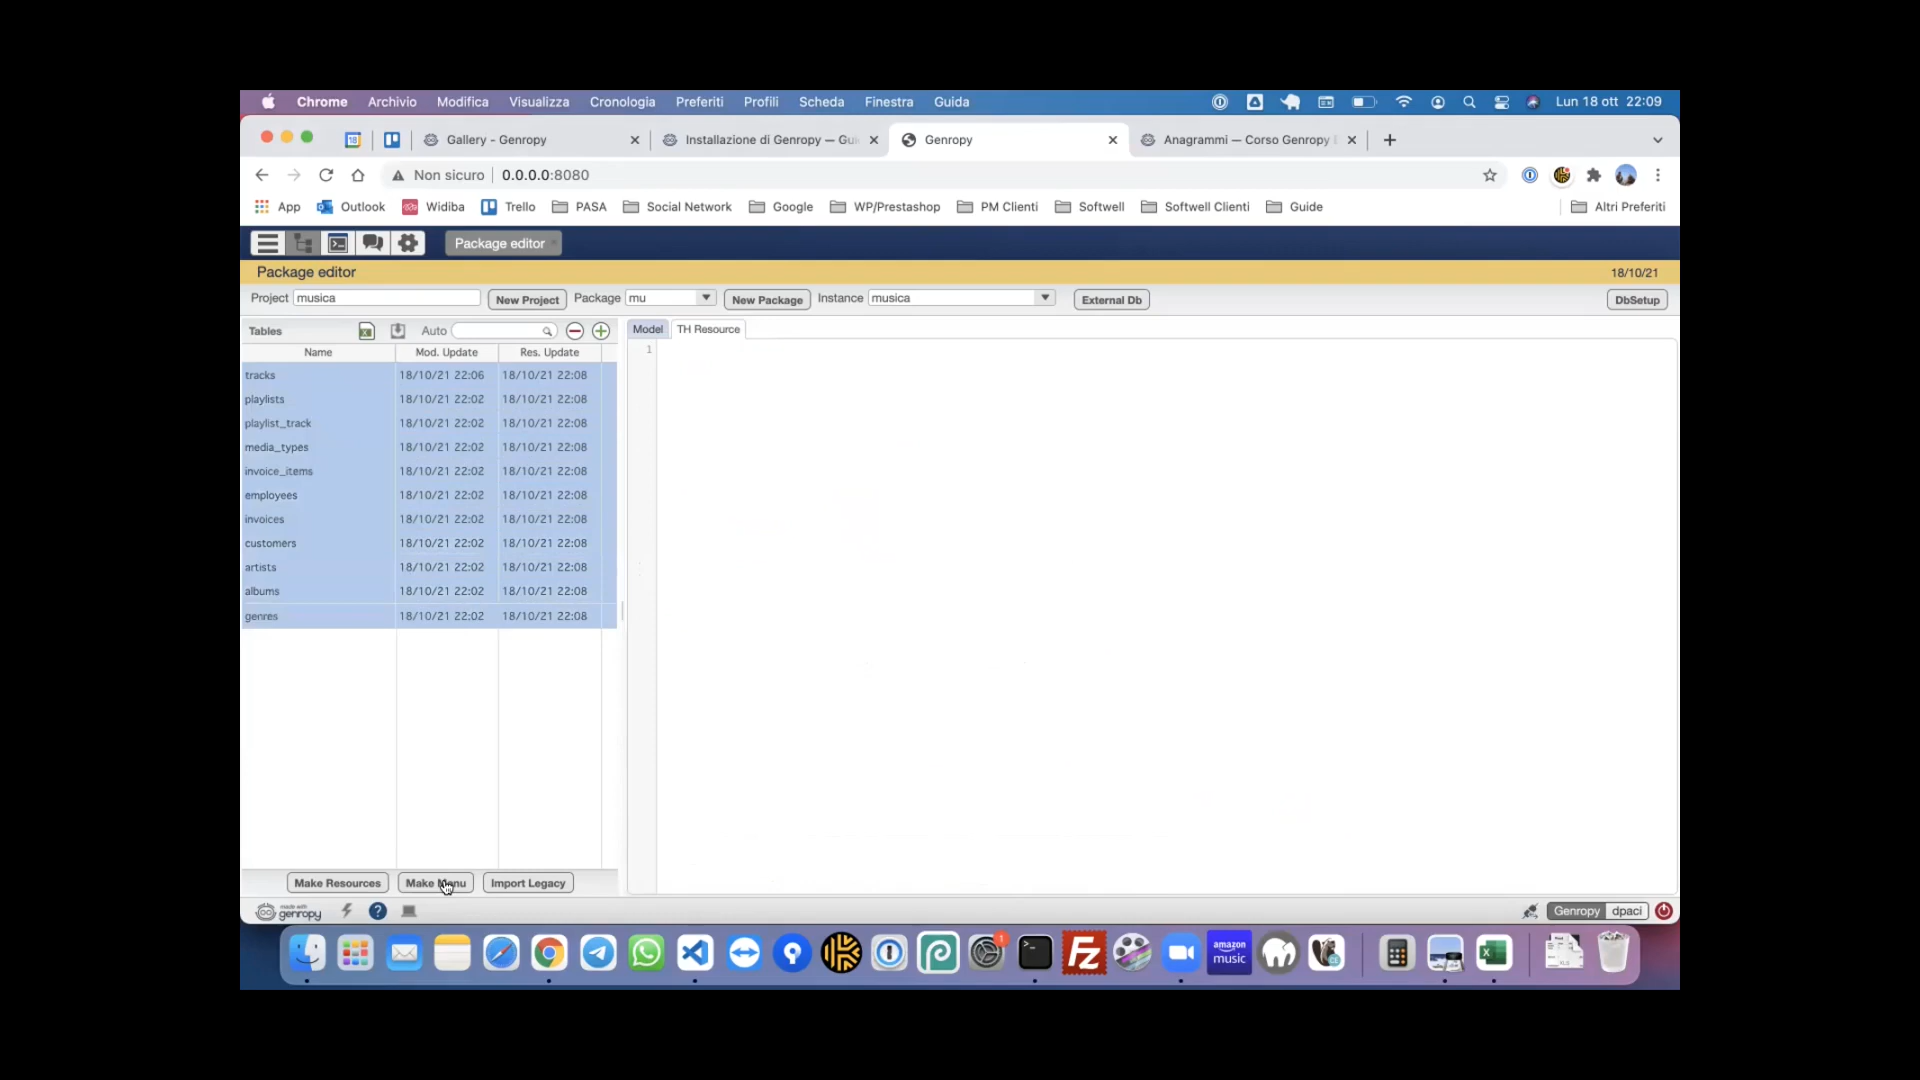 Chrome Archivio Modifica Visualizza Cronologia Preferiti Profili Scheda Finestra Guida Lun 18 ott 22:09
18 Gallery - Genropy Installazione di Genropy — Gui Genropy Anagrammi — Corso Genropy
Non sicuro 0.0.0.0:8080
App Outlook Widiba Trello PASA Social Network Google WP/Prestashop PM Clienti Softwell Softwell Clienti Guide Altri Preferiti
Package editor
Package editor 18/10/21
Project musica New Project Package mu New Package Instance musica External Db DbSetup
Tables Auto Model TH Resource
Name Mod. Update Res. Update 1
tracks 18/10/21 22:06 18/10/21 22:08
playlists 18/10/21 22:02 18/10/21 22:08
playlist_track 18/10/21 22:02 18/10/21 22:08
media_types 18/10/21 22:02 18/10/21 22:08
invoice_items 18/10/21 22:02 18/10/21 22:08
employees 18/10/21 22:02 18/10/21 22:08
invoices 18/10/21 22:02 18/10/21 22:08
customers 18/10/21 22:02 18/10/21 22:08
artists 18/10/21 22:02 18/10/21 22:08
albums 18/10/21 22:02 18/10/21 22:08
genres 18/10/21 22:02 18/10/21 22:08
Make Resources Make Menu Import Legacy
made with genropy ? Genropy dpaci
1 Fz amazon music XLS